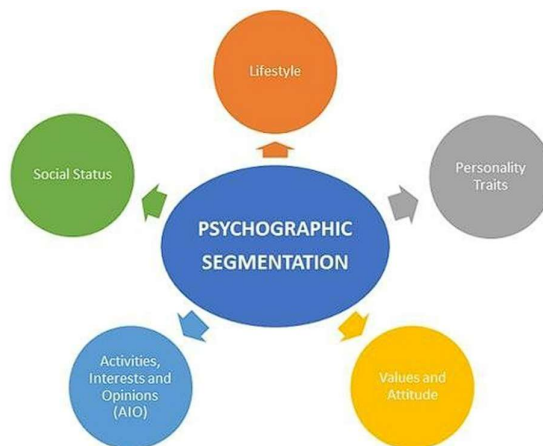 Lifestyle
Social Status
Personality
Traits
PSYCHOGRAPHIC
SEGMENTATION
Activities,
Interests and
Opinions
(AIO)
Values and
Attitude